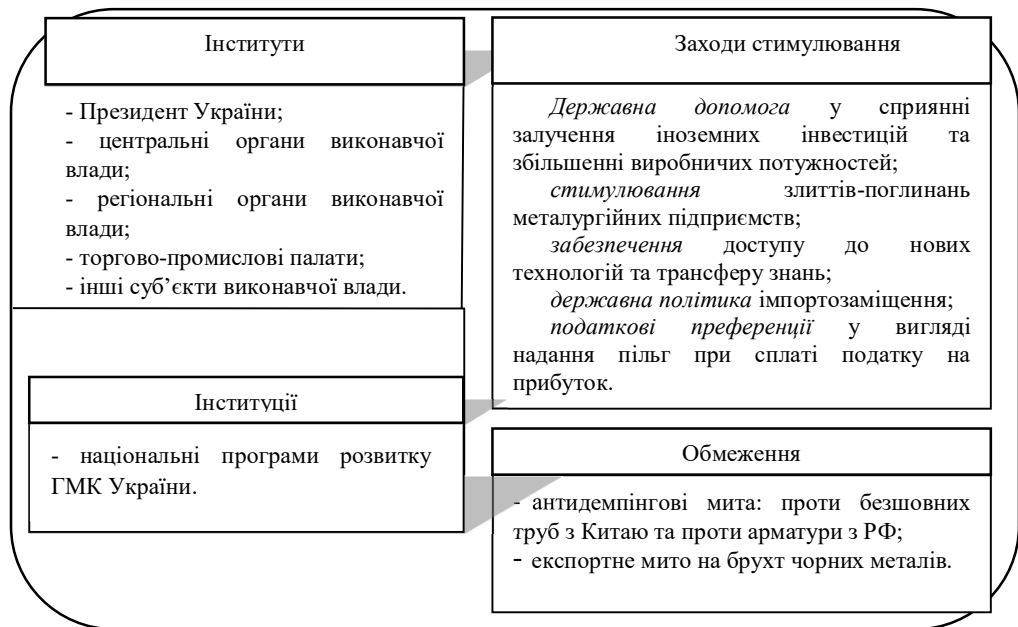 Інститути
- Президент України;
- центральні органи виконавчої
влади;
- регіональні органи виконавчої
влади;
- торгово-промислові палати;
- інші суб’єкти виконавчої влади.
Інституції
- національні програми розвитку
ГМК України.
Заходи стимулювання
Державна допомога у сприянні
залучення іноземних інвестицій та
збільшенні виробничих потужностей;
стимулювання злиттів-поглинань
металургійних підприємств;
забезпечення доступу до нових
технологій та трансферу знань;
державна політика імпортозаміщення;
податкові преференції у вигляді
надання пільг при сплаті податку на
прибуток.
Обмеження
- антидемпінгові мита: проти безшовних
труб з Китаю та проти арматури з РФ;
- експортне мито на брухт чорних металів.